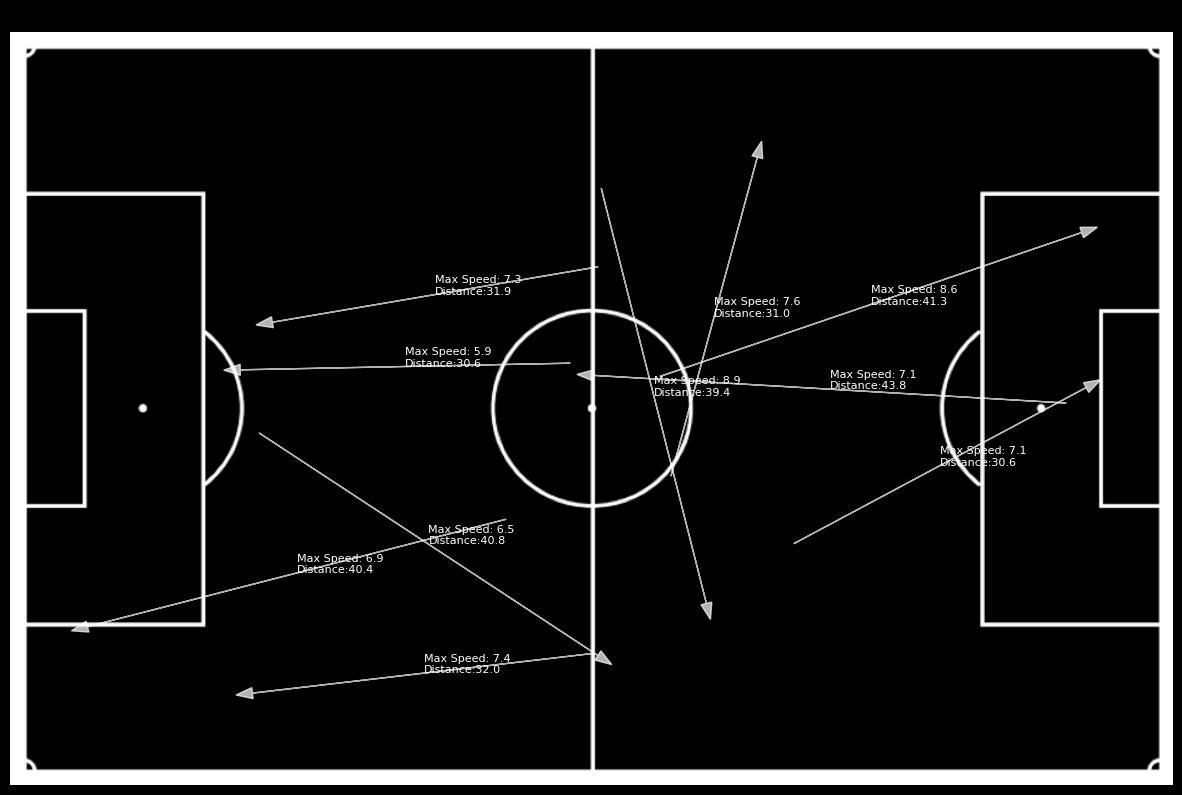 Max Speed: 7.3
Distance:31.9
Max Speed: 8.6
Distance:41.3
Max Speed: 7.6
Distance:31.0
Max Speed: 5.9
Distance:30.6
Max Speed: 8.9
Distance:39.4
Max Speed: 7.1
Distance:43.8
Max Speed: 7.1
Distance:30.6
Max Speed: 6.5
Distance:40.8
Max Speed: 6.9
Distance:40.4
Max Speed: 7.4
Distance:32.0